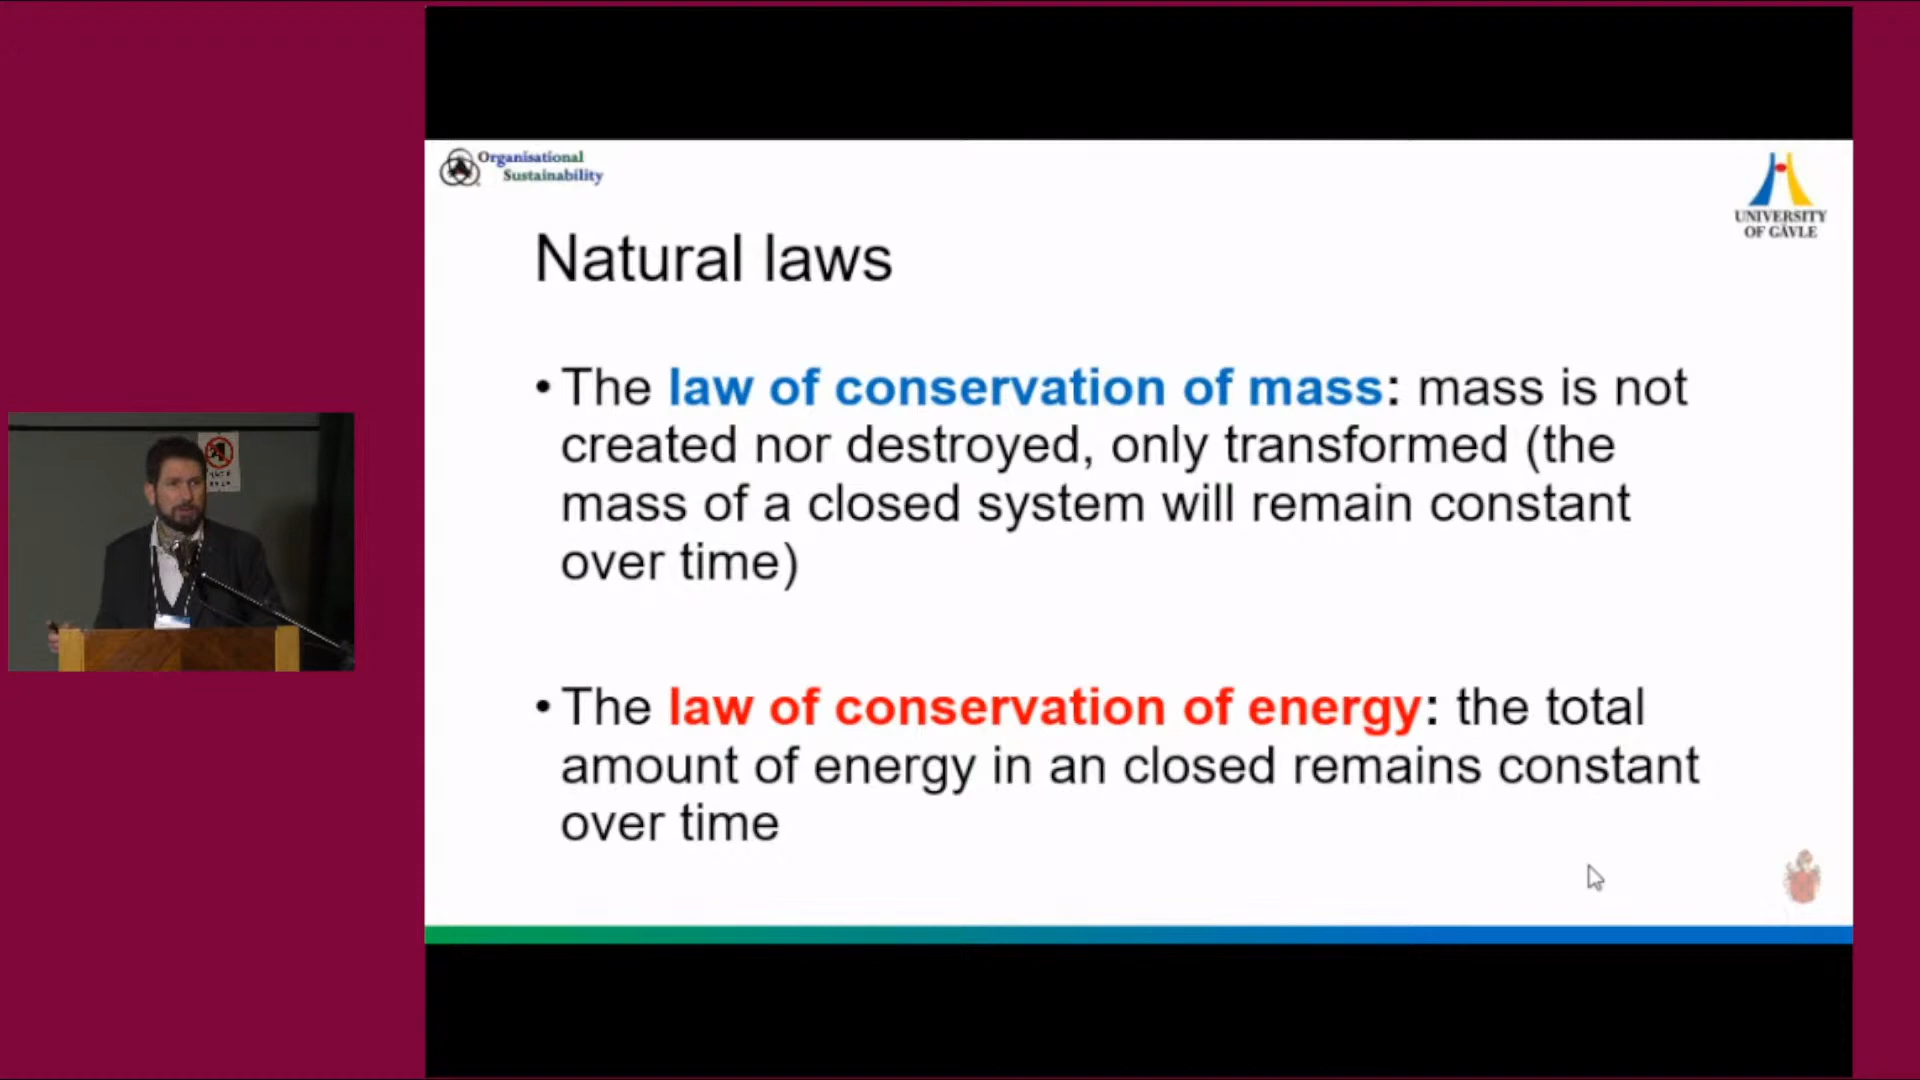 Organisational
Sustainability
UNIVERSITY
OF GÄVLE
Natural laws
• The law of conservation of mass: mass is not
created nor destroyed, only transformed (the
mass of a closed system will remain constant
over time)
• The law of conservation of energy: the total
amount of energy in an closed remains constant
over time